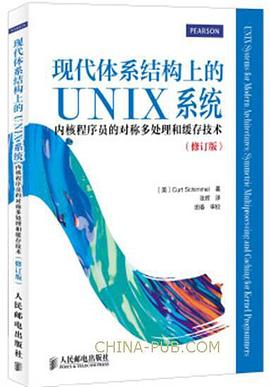 PEARSON
现代体系结构上的
UNIX 系统
内核程序员的对称多处理和缓存技术
(修订版)
[美] Curt Schimmel 著
张辉 译
UNIX Systems for Modern Architectures: Symmetric Multiprocessing and Caching for Kernel Programmers
现代体系结构上的UNIX系统
内核程序员的对称多处理和缓存技术
(修订版)
人民邮电出版社
人民邮电出版社
POSTS & TELECOM PRESS
CHINA-PUB.COM